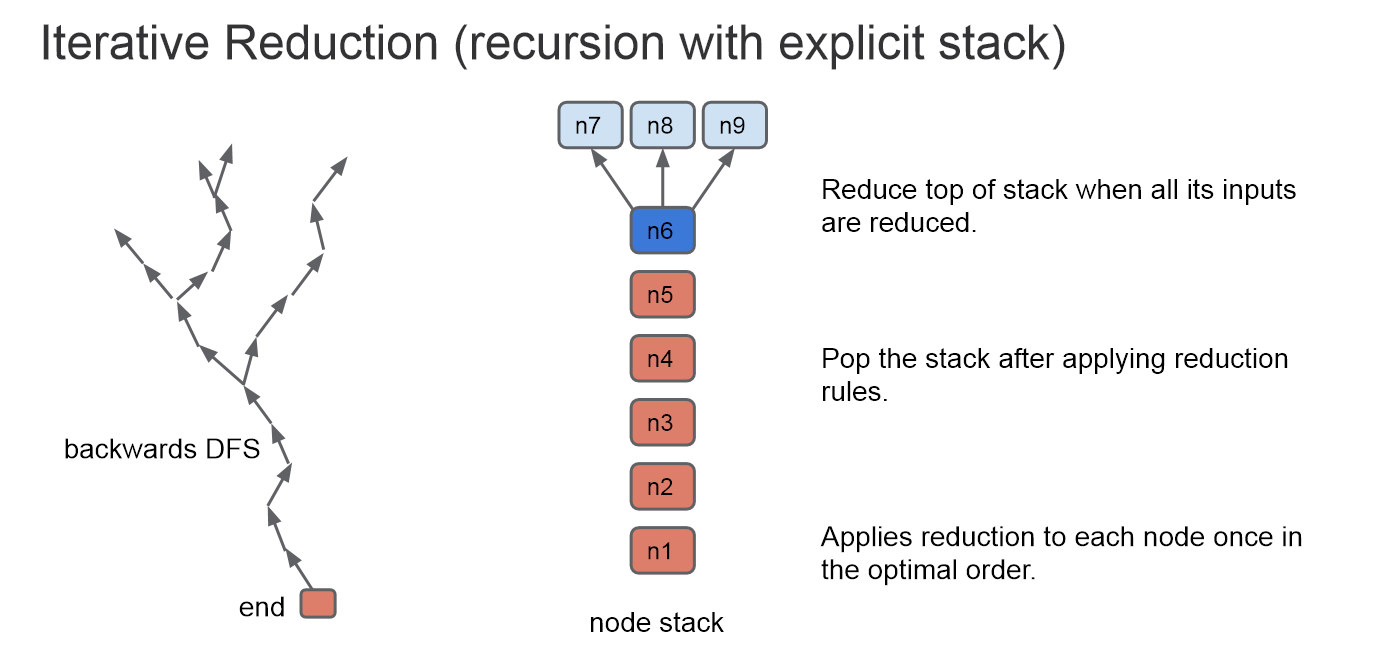 Iterative Reduction (recursion with explicit stack)
n7
n8
n9
n6
n5
n4
n3
n2
n1
node stack
backwards DFS
end
Reduce top of stack when all its inputs
are reduced.
Pop the stack after applying reduction
rules.
Applies reduction to each node once in
the optimal order.